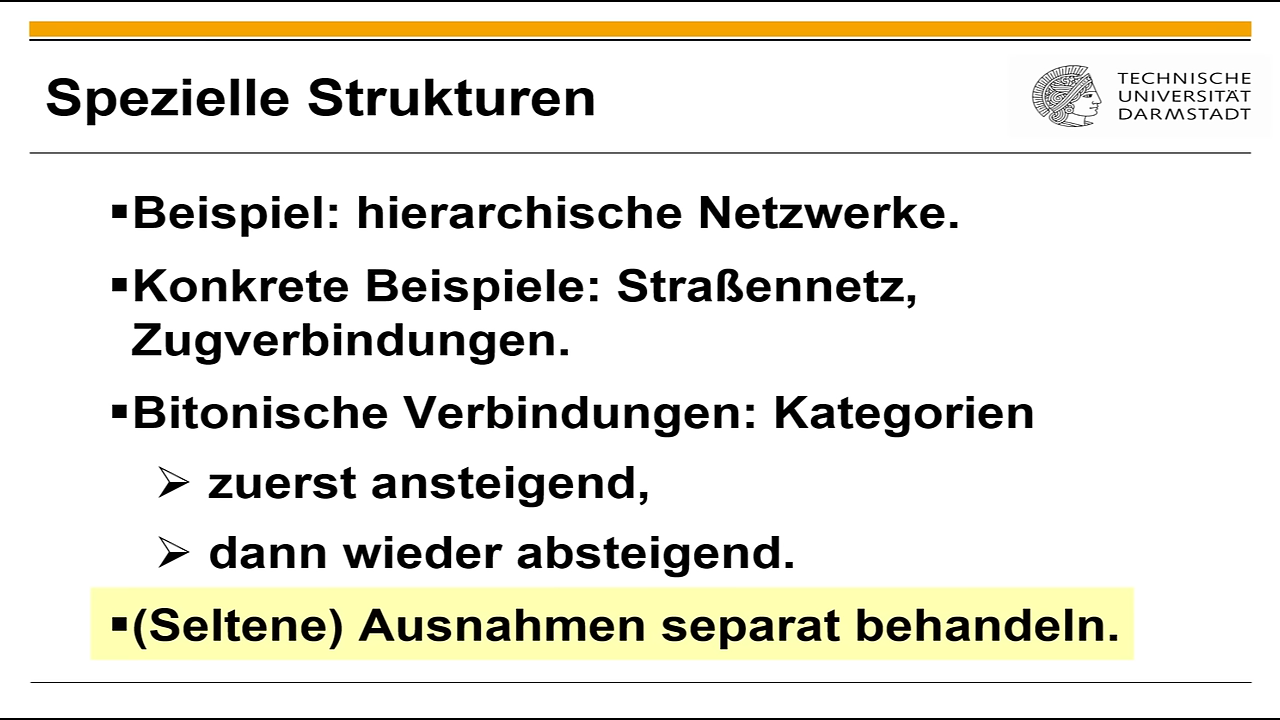 Spezielle Strukturen
TECHNISCHE
UNIVERSITÄT
DARMSTADT
▪Beispiel: hierarchische Netzwerke.
▪Konkrete Beispiele: Straßennetz,
Zugverbindungen.
▪Bitonische Verbindungen: Kategorien
➢ zuerst ansteigend,
➢ dann wieder absteigend.
▪(Seltene) Ausnahmen separat behandeln.